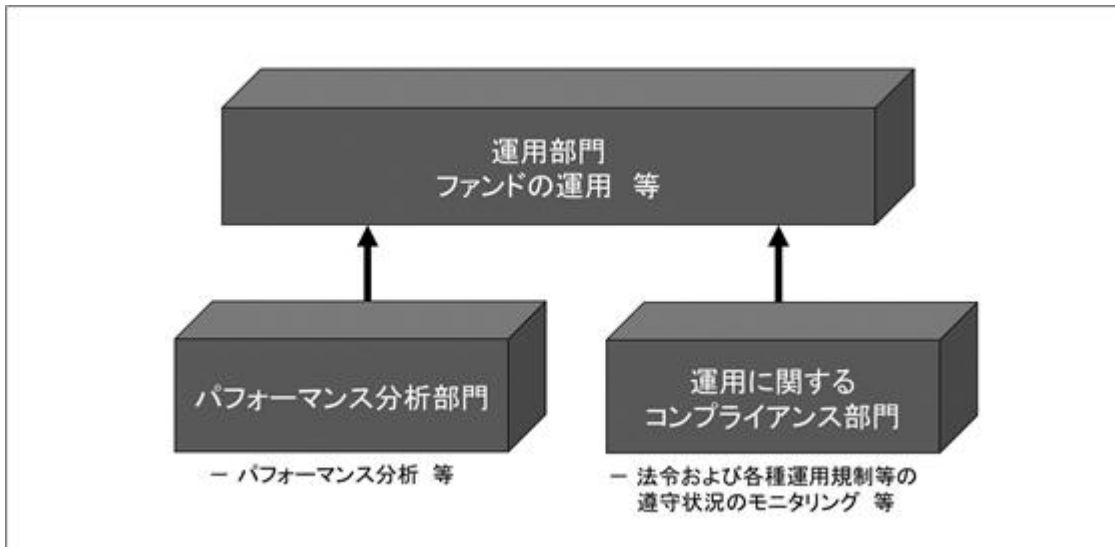 運用部門
ファンドの運用 等
パフォーマンス分析部門
－ パフォーマンス分析 等
運用に関する
コンプライアンス部門
－ 法令および各種運用規制等の
遵守状況のモニタリング 等